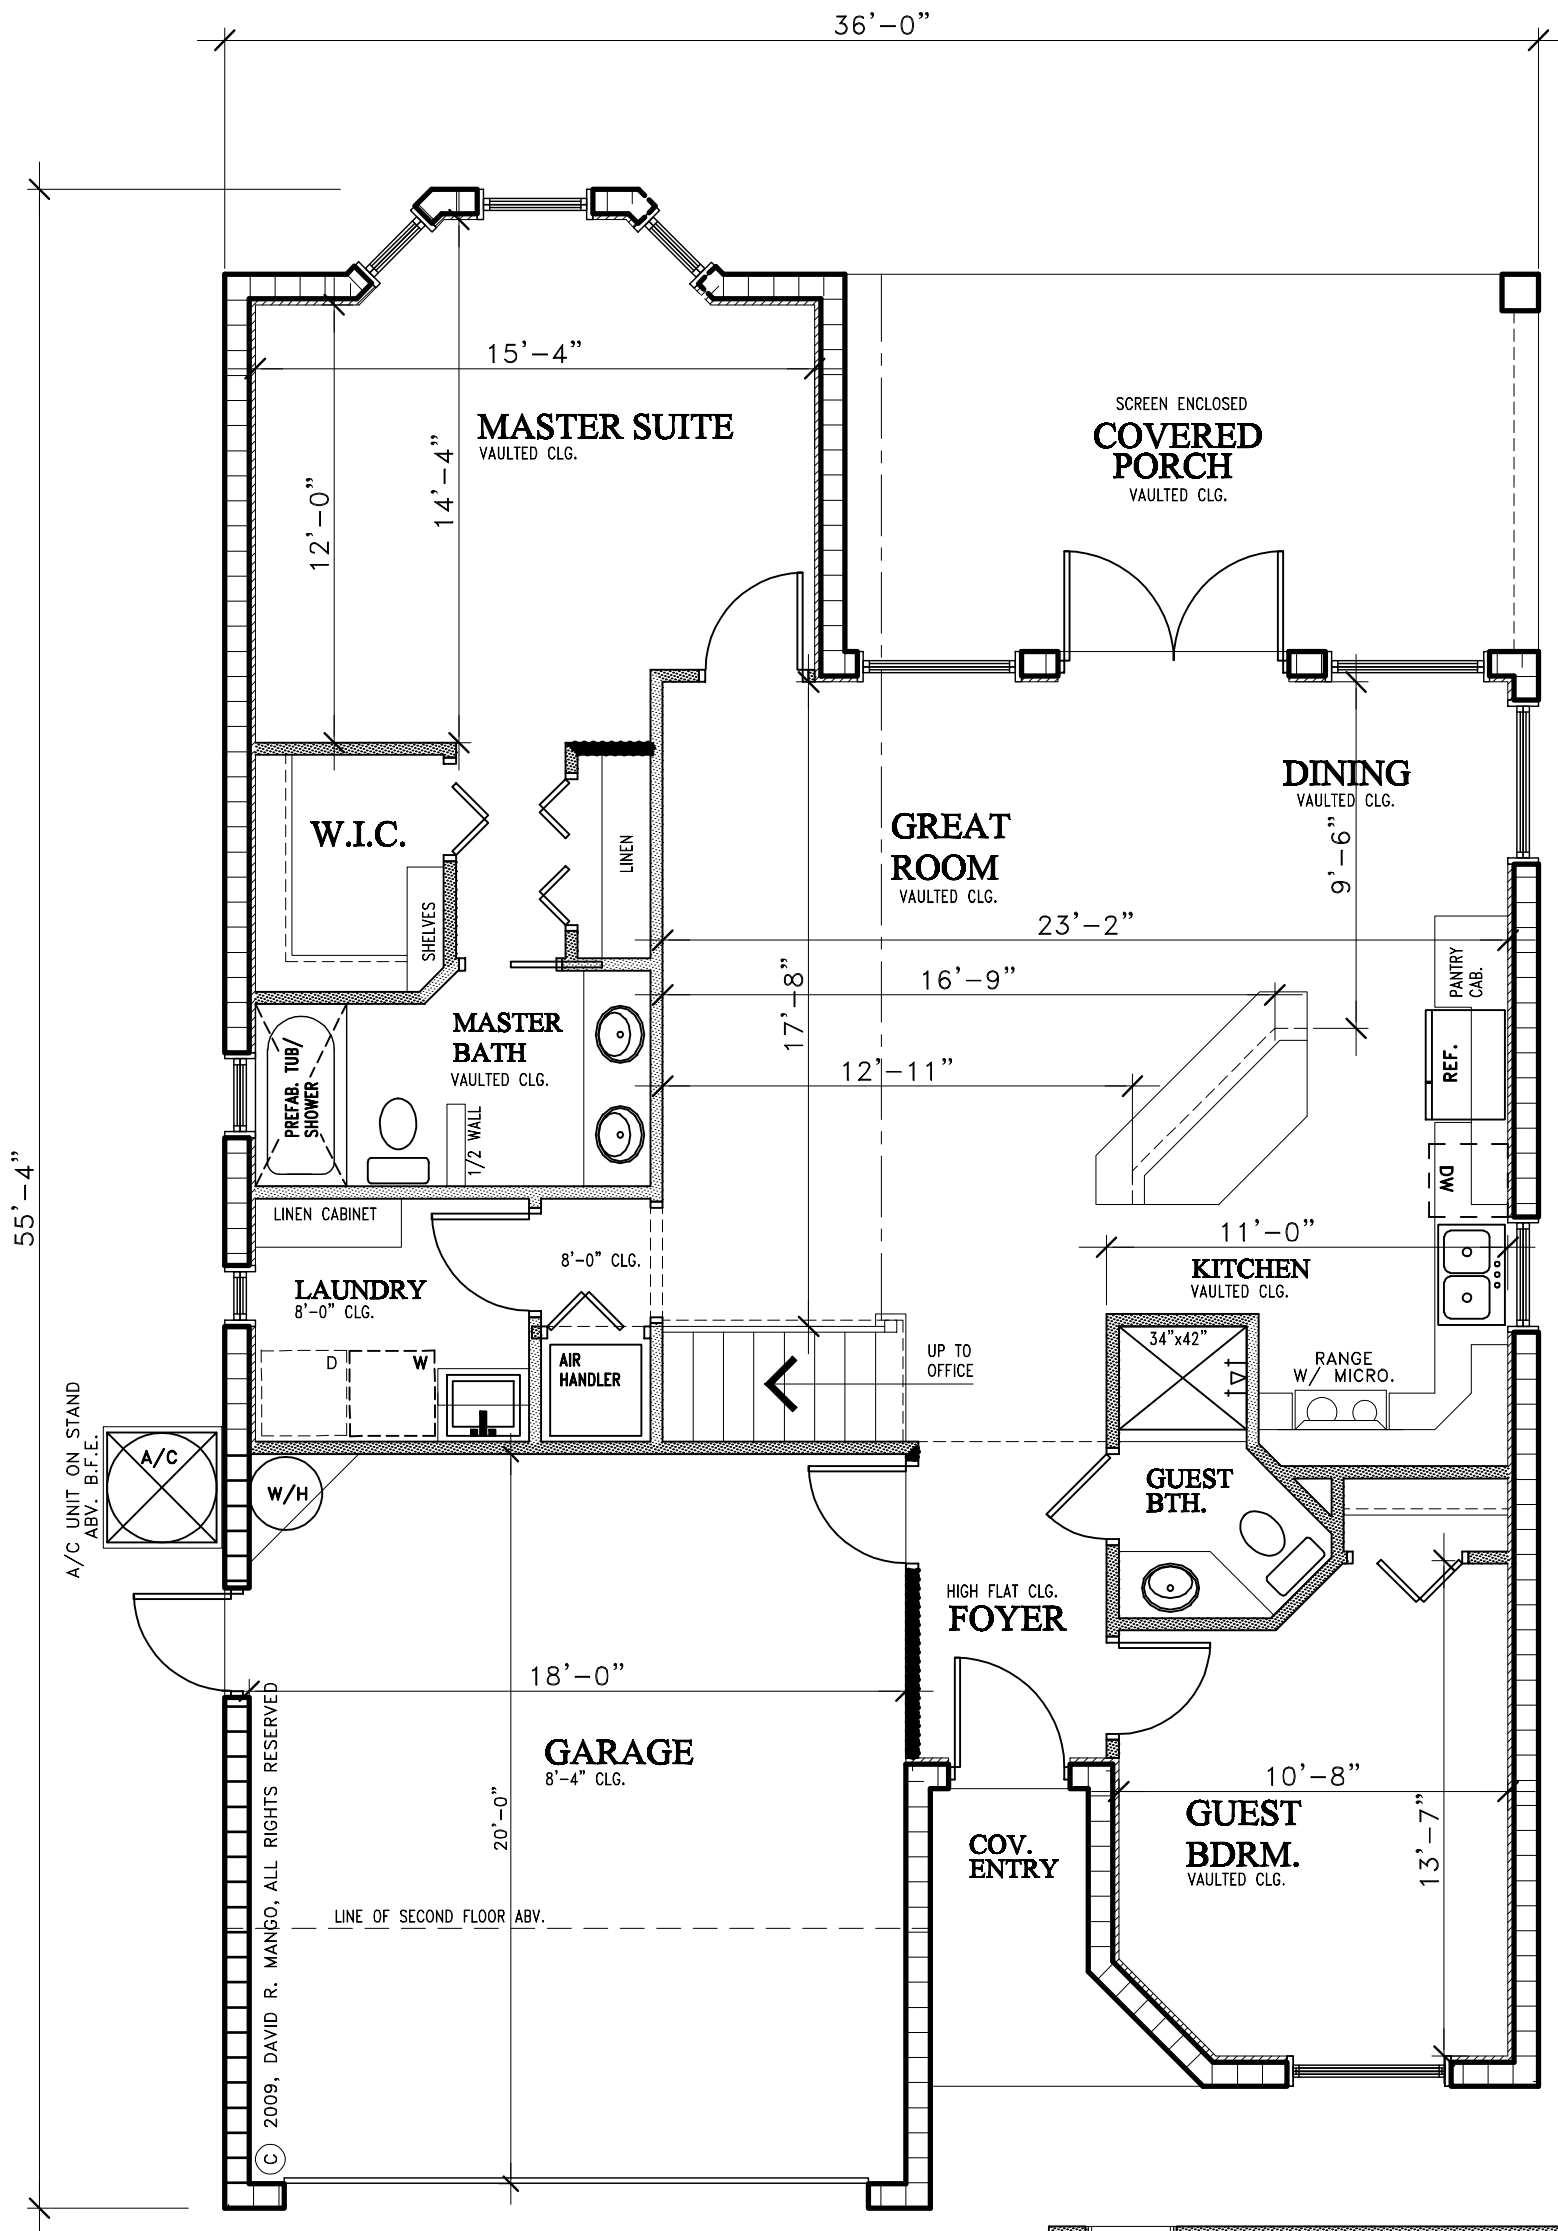 36'-0"
15'-4"
MASTER SUITE
VAULTED CLG.
14'-4"
12'-0"
SCREEN ENCLOSED
COVERED
PORCH
VAULTED CLG.
DINING
VAULTED CLG.
9'-6"
GREAT
ROOM
VAULTED CLG.
W.I.C.
SHELVES
LINEN
23'-2"
16'-9"
17'-8"
12'-11"
PANTRY
CAB.
REF.
DW
MASTER
BATH
VAULTED CLG.
PREFAB. TUB/
SHOWER
1/2 WALL
55'-4"
LINEN CABINET
8'-0" CLG.
LAUNDRY
8'-0" CLG.
11'-0"
KITCHEN
VAULTED CLG.
D
W
AIR
HANDLER
UP TO
OFFICE
34"x42"
RANGE
W/ MICRO.
A/C UNIT ON STAND
ABV. B.F.E.
A/C
W/H
GUEST
BTH.
HIGH FLAT CLG.
FOYER
18'-0"
GARAGE
8'-4" CLG.
20'-0"
10'-8"
GUEST
BDRM.
VAULTED CLG.
13'-7"
COV.
ENTRY
LINE OF SECOND FLOOR ABV.
C 2009, DAVID R. MANGO, ALL RIGHTS RESERVED